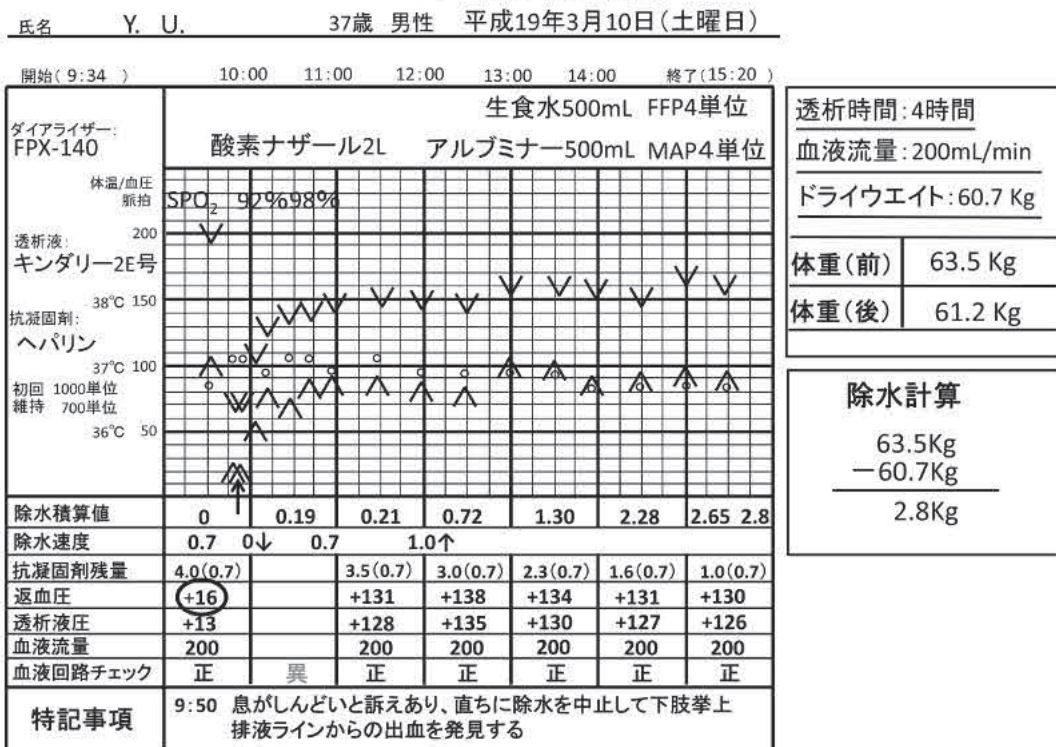 氏名 Y. U. 37歳 男性 平成19年3月10日(土曜日)
開始( 9:34 ) 10:00 11:00 12:00 13:00 14:00 終了(15:20 )
ダイアライザー:
FPX-140
生食水500mL FFP4単位
酸素ナザール2L アルブミナー500mL MAP4単位
体温/血圧
脈拍
SPO2 92%98%
透析液:
キンダリー2E号
200
38℃ 150
抗凝固剤:
ヘパリン
37℃ 100
初回 1000単位
維持 700単位
36℃ 50
除水積算値 0 0.19 0.21 0.72 1.30 2.28 2.65 2.8
除水速度 0.7 0↓ 0.7 1.0↑
抗凝固剤残量 4.0(0.7) 3.5(0.7) 3.0(0.7) 2.3(0.7) 1.6(0.7) 1.0(0.7)
返血圧 +16 +131 +138 +134 +131 +130
透析液圧 +13 +128 +135 +130 +127 +126
血液流量 200 200 200 200 200 200
血液回路チェック 正 異 正 正 正 正 正
特記事項
9:50 息がしんどいと訴えあり、直ちに除水を中止して下肢挙上
排液ラインからの出血を発見する
透析時間:4時間
血液流量:200mL/min
ドライウエイト:60.7 Kg
体重(前) 63.5 Kg
体重(後) 61.2 Kg
除水計算
63.5Kg
－60.7Kg
2.8Kg